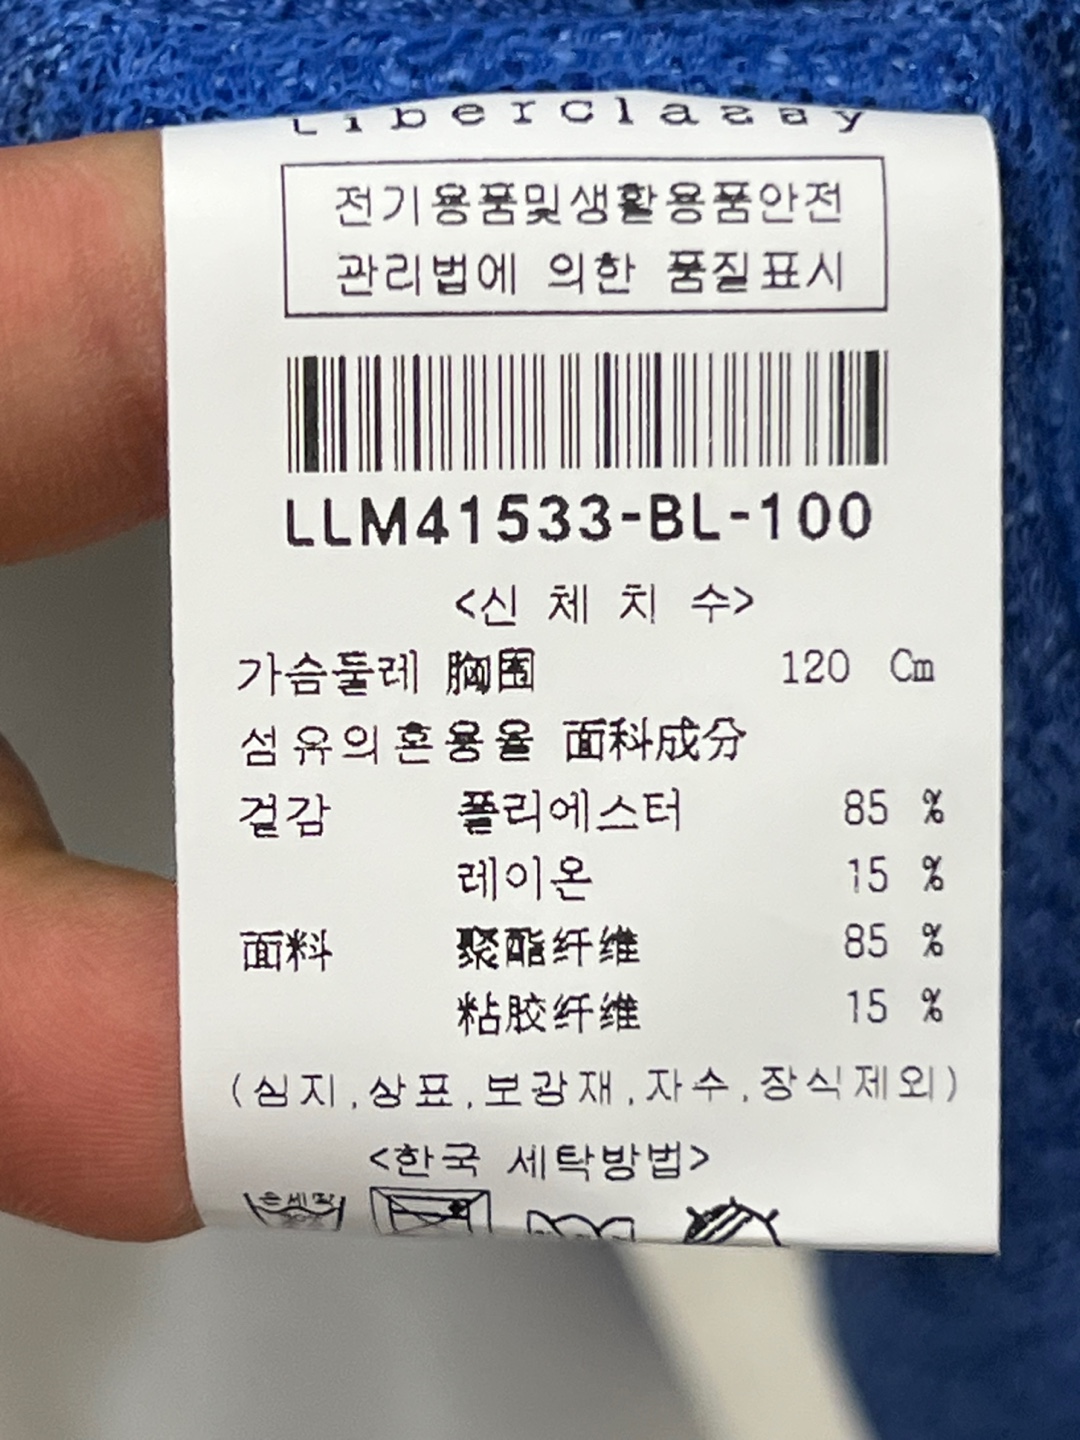 Liberclassy
전기용품및생활용품안전
관리법에 의한 품질표시
LLM41533-BL-100
<신 체 치 수>
가슴둘레 胸围 120 Cm
섬유의혼용율 面料成分
겉감 폴리에스터 85 %
레이온 15 %
面料 聚酯纤维 85 %
粘胶纤维 15 %
(심지,상표,보강재,자수,장식제외)
<한국 세탁방법>
손세탁